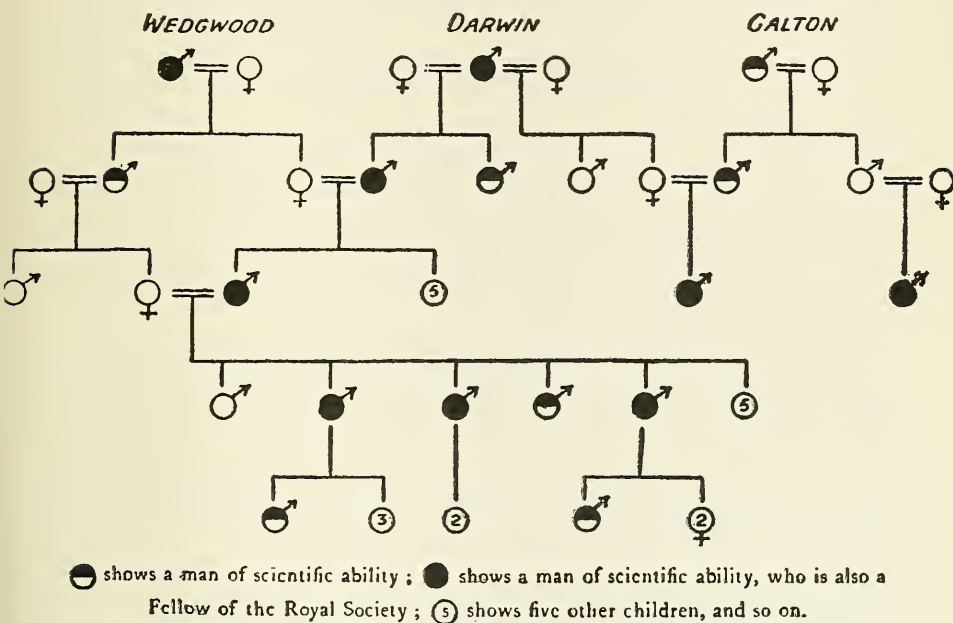 WEDGWOOD DARWIN GALTON
5
5
3 2 2
shows a man of scientific ability; shows a man of scientific ability, who is also a
Fellow of the Royal Society; 5 shows five other children, and so on.